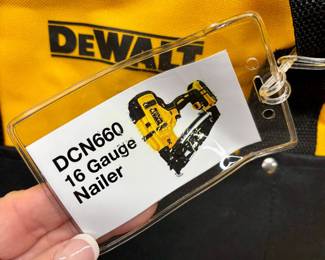 DEWALT
DCN660
16 Gauge
Nailer